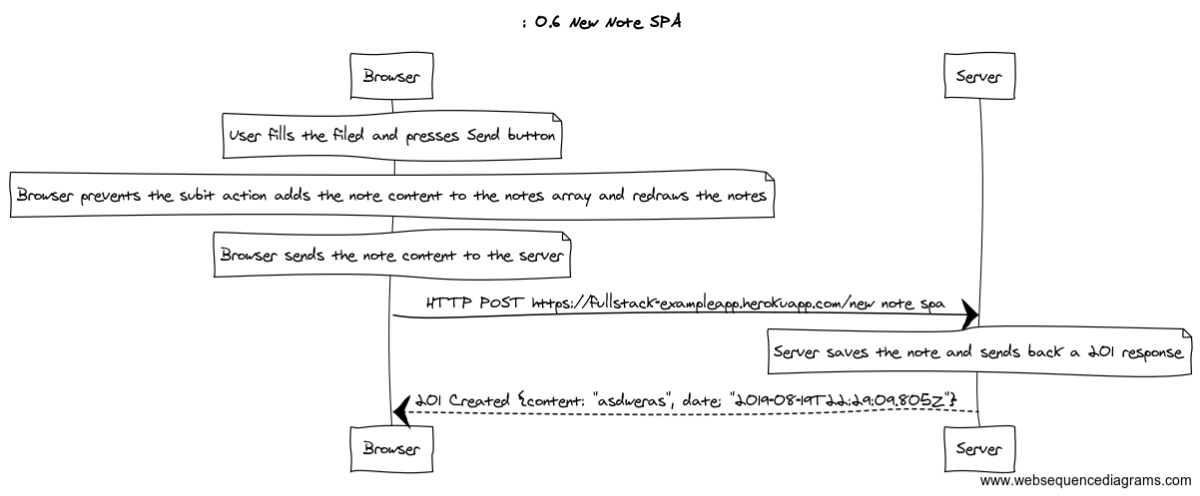 : 0.6 New Note SPA
Browser
Server
User fills the filed and presses Send button
Browser prevents the subit action adds the note content to the notes array and redraws the notes
Browser sends the note content to the server
HTTP POST https://fullstack-exampleapp.herokuapp.com/new note spa
Server saves the note and sends back a 201 response
201 Created {content: "asdweras", date: "2019-08-19T22:29:09.805Z"}
Browser
Server
www.websequencediagrams.com